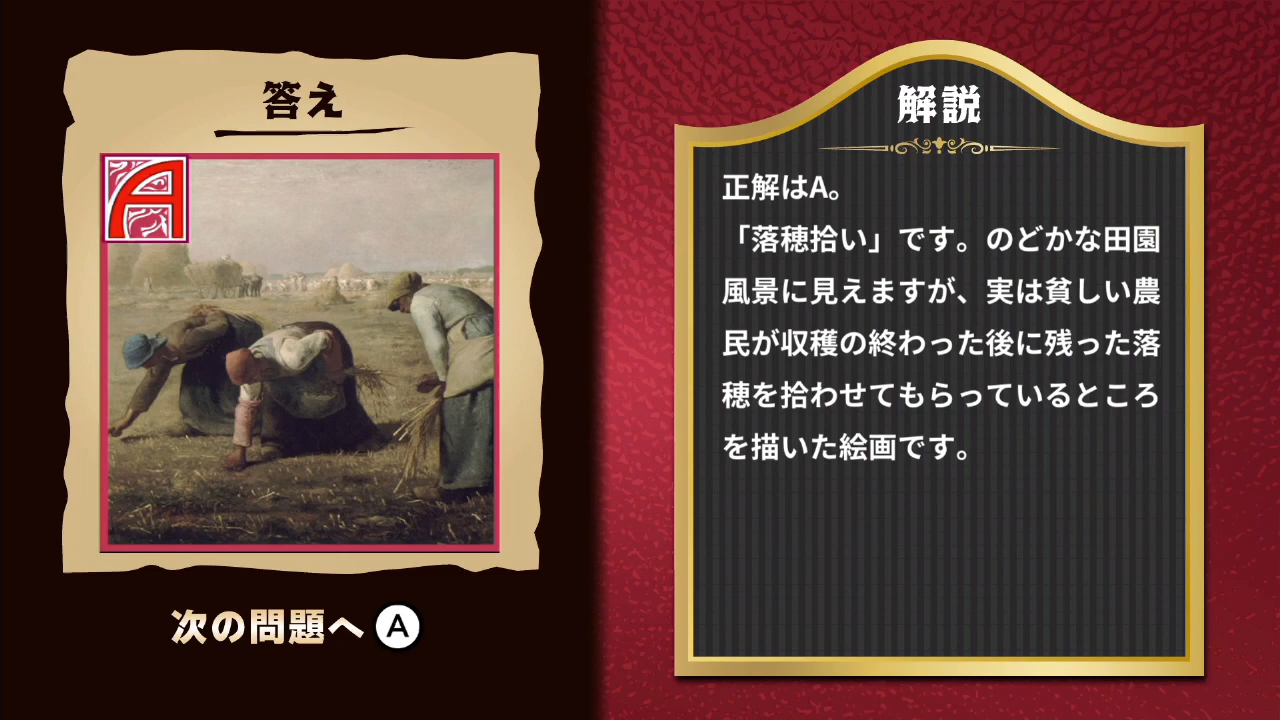 答え
A
次の問題へ A
解説
正解はA。
「落穂拾い」です。のどかな田園
風景に見えますが、実は貧しい農
民が収穫の終わった後に残った落
穂を拾わせてもらっているところ
を描いた絵画です。